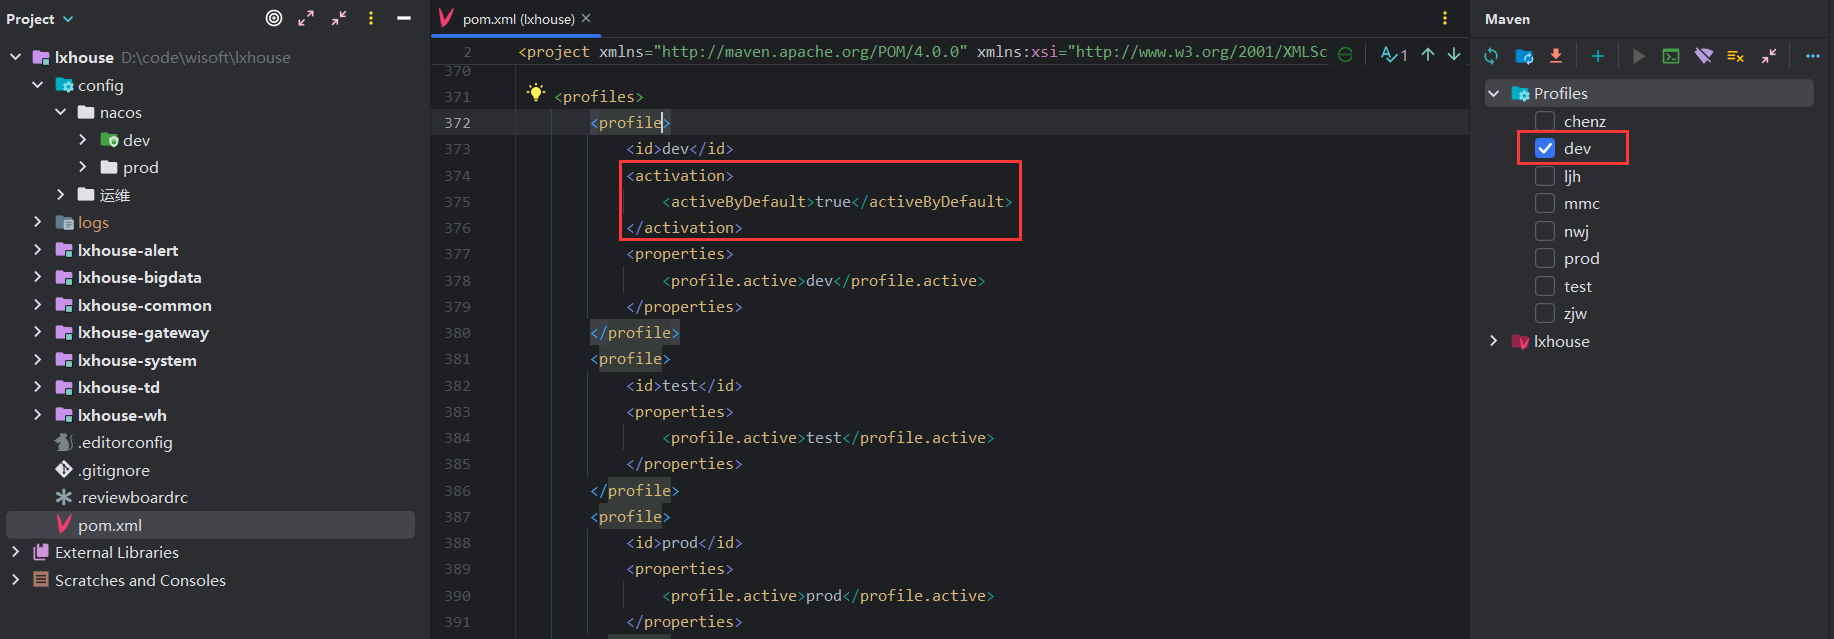 Project
lxhouse D:\code\wisoft\lxhouse
config
nacos
dev
prod
运维
logs
lxhouse-alert
lxhouse-bigdata
lxhouse-common
lxhouse-gateway
lxhouse-system
lxhouse-td
lxhouse-wh
.editorconfig
.gitignore
.reviewboardrc
pom.xml
External Libraries
Scratches and Consoles
pom.xml (lxhouse)
2 <project xmlns="http://maven.apache.org/POM/4.0.0" xmlns:xsi="http://www.w3.org/2001/XMLSc 1
370
371 <profiles>
372 <profile>
373 <id>dev</id>
374 <activation>
375 <activeByDefault>true</activeByDefault>
376 </activation>
377 <properties>
378 <profile.active>dev</profile.active>
379 </properties>
380 </profile>
381 <profile>
382 <id>test</id>
383 <properties>
384 <profile.active>test</profile.active>
385 </properties>
386 </profile>
387 <profile>
388 <id>prod</id>
389 <properties>
390 <profile.active>prod</profile.active>
391 </properties>
Maven
Profiles
chenz
dev
ljh
mmc
nwj
prod
test
zjw
lxhouse